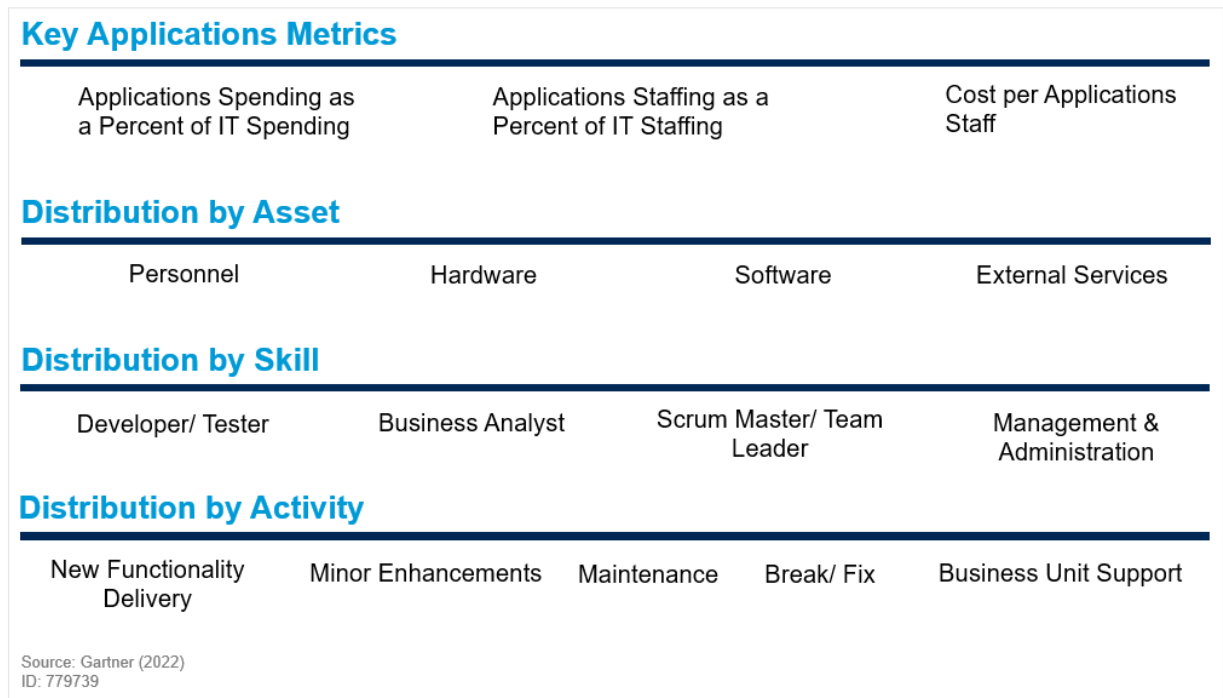 Key Applications Metrics
Applications Spending as
a Percent of IT Spending
Applications Staffing as a
Percent of IT Staffing
Cost per Applications
Staff
Distribution by Asset
Personnel
Hardware
Software
External Services
Distribution by Skill
Developer/ Tester
Business Analyst
Scrum Master/ Team
Leader
Management &
Administration
Distribution by Activity
New Functionality
Delivery
Minor Enhancements
Maintenance
Break/ Fix
Business Unit Support
Source: Gartner (2022)
ID: 779739